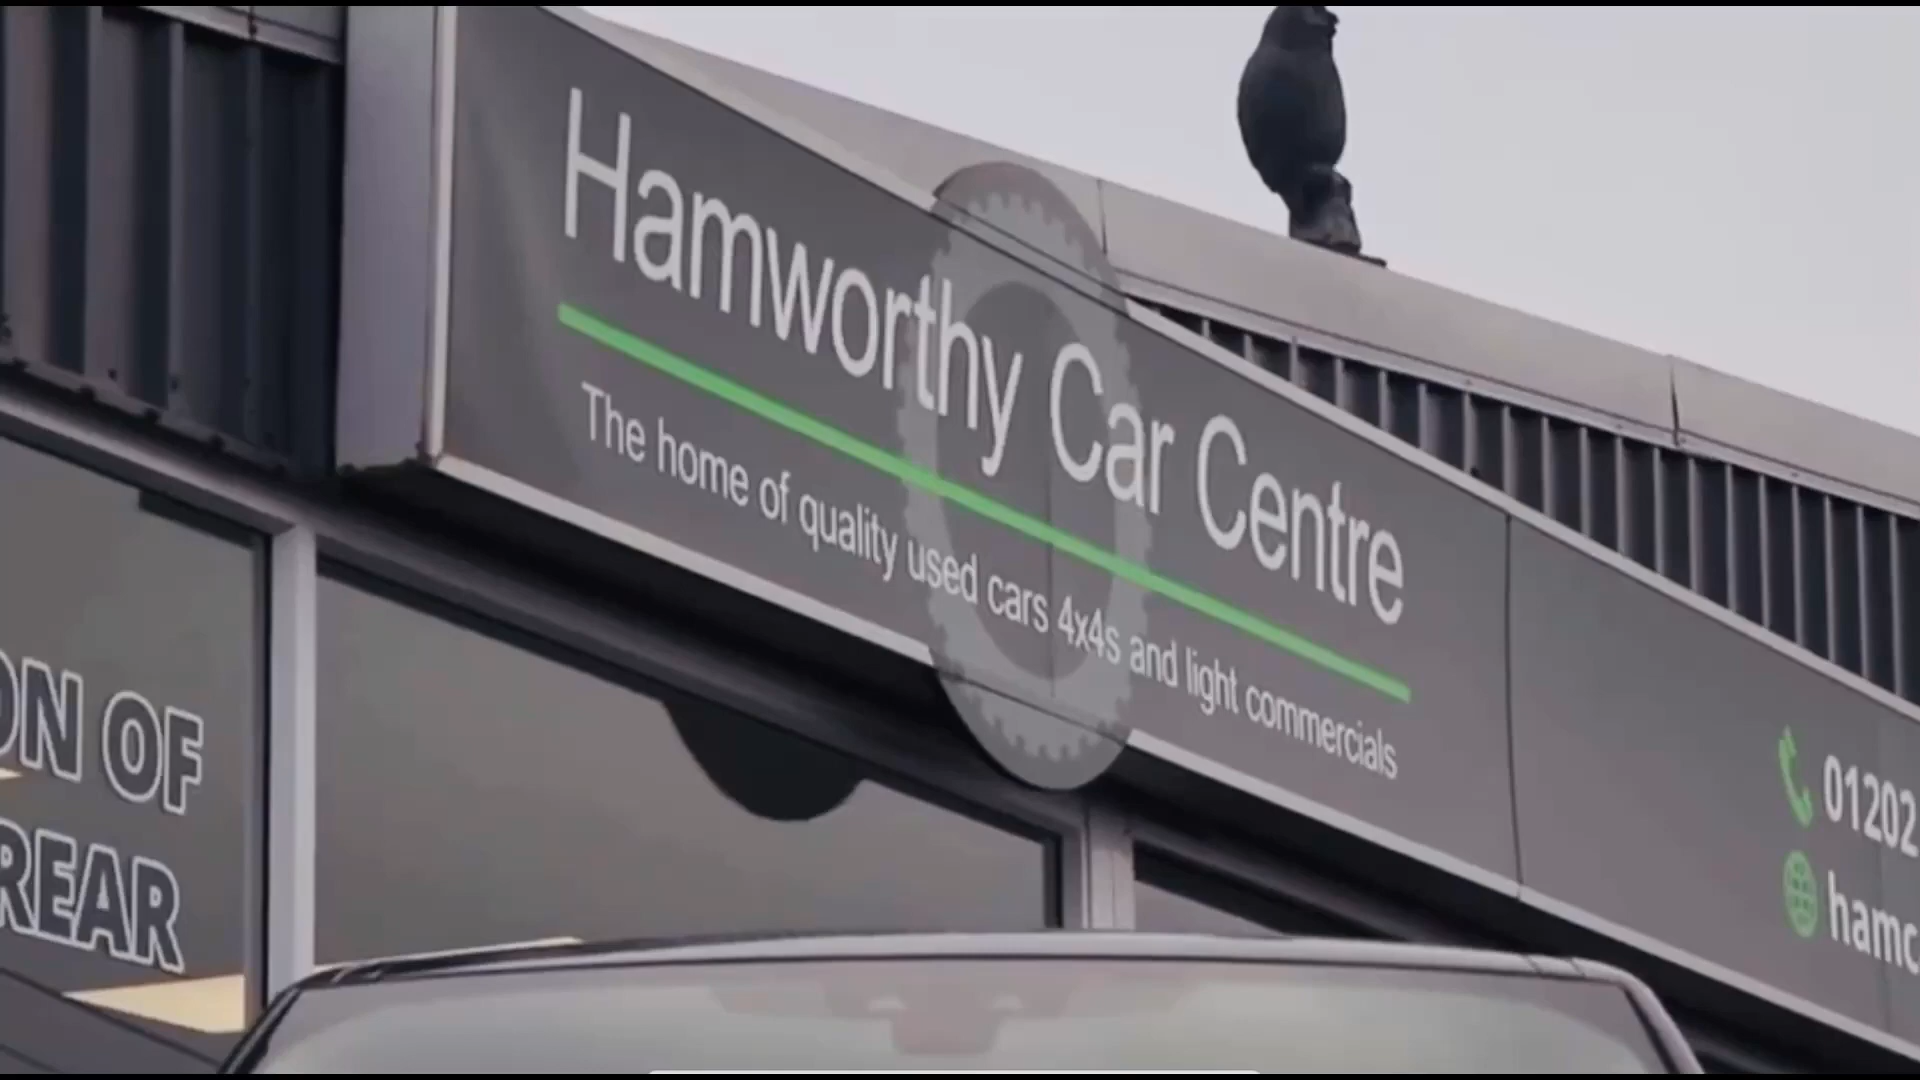 Hamworthy Car Centre
The home of quality used cars 4x4s and light commercials
01202
hamc
ON OF
REAR